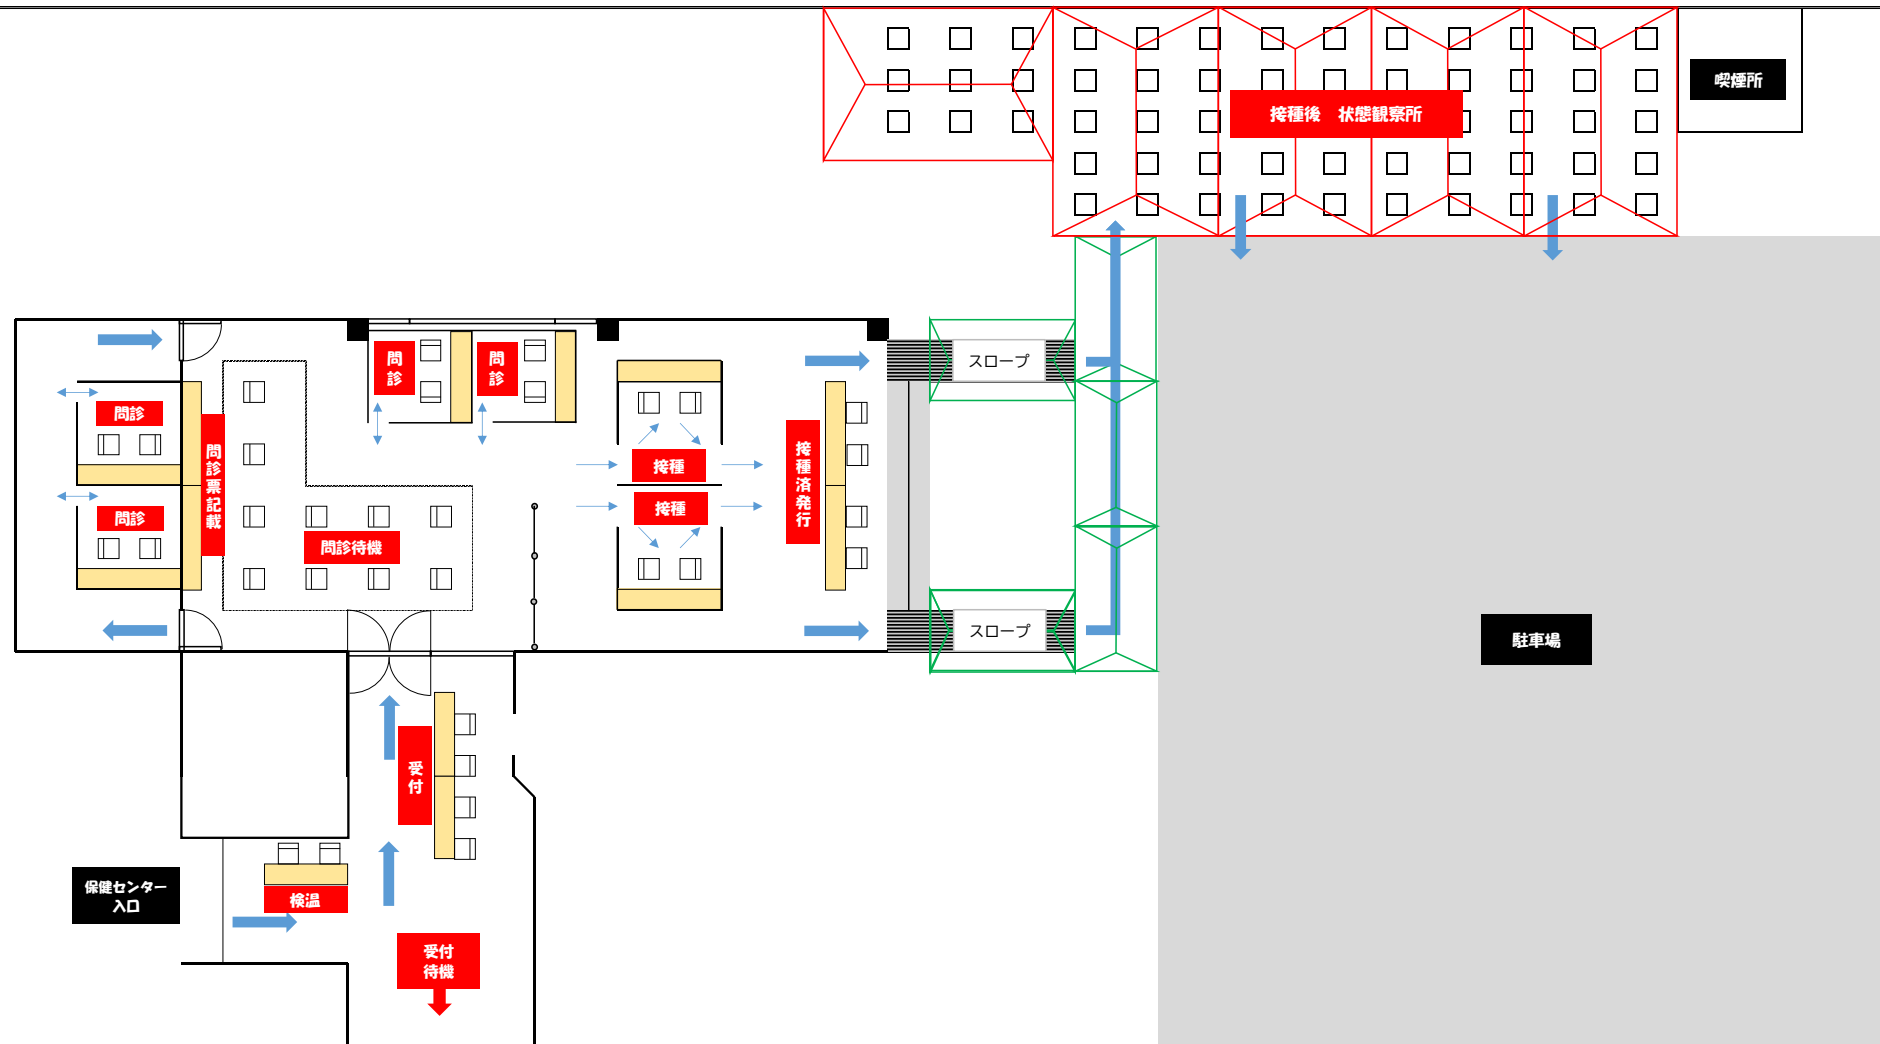 接種後　状態観察所
喫煙所
スロープ
問
診
問
診
問診
問診票記載
接種
接種
接種済発行
問診
問診待機
スロープ
駐車場
受付
保健センター
入口
検温
受付
待機